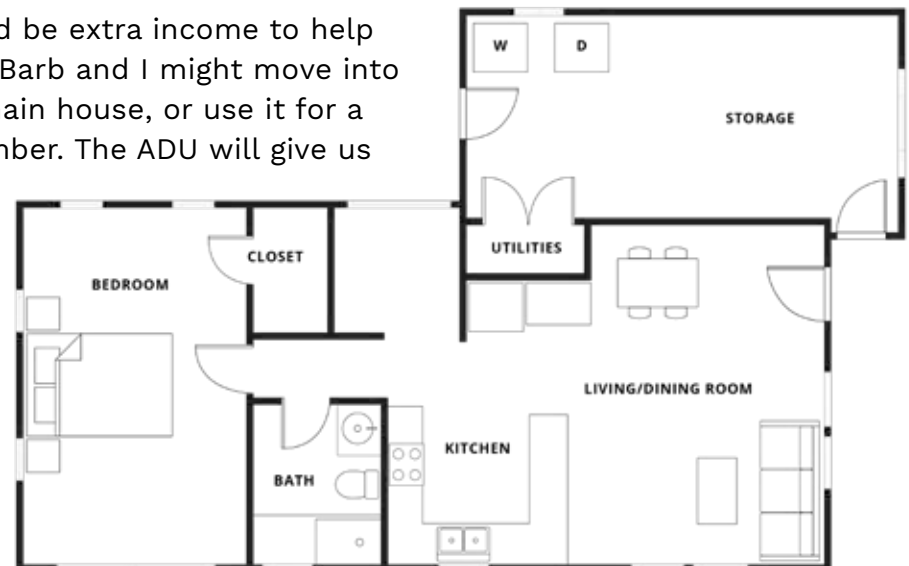 d be extra income to help
Barb and I might move into
ain house, or use it for a
mber. The ADU will give us
W
D
STORAGE
UTILITIES
CLOSET
BEDROOM
LIVING/DINING ROOM
KITCHEN
BATH